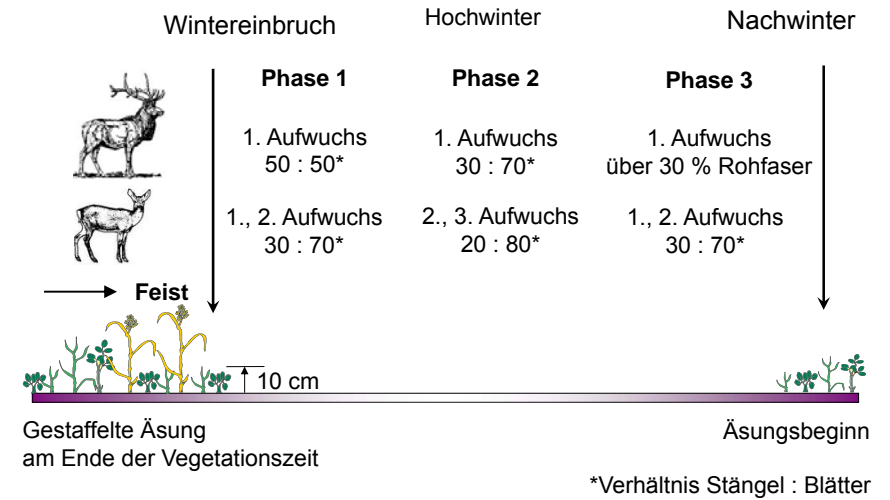 Wintereinbruch
Hochwinter
Nachwinter
Phase 1
Phase 2
Phase 3
1. Aufwuchs
50 : 50*
1. Aufwuchs
30 : 70*
1. Aufwuchs
über 30 % Rohfaser
1., 2. Aufwuchs
30 : 70*
2., 3. Aufwuchs
20 : 80*
1., 2. Aufwuchs
30 : 70*
Feist
10 cm
Gestaffelte Äsung
am Ende der Vegetationszeit
Äsungsbeginn
*Verhältnis Stängel : Blätter